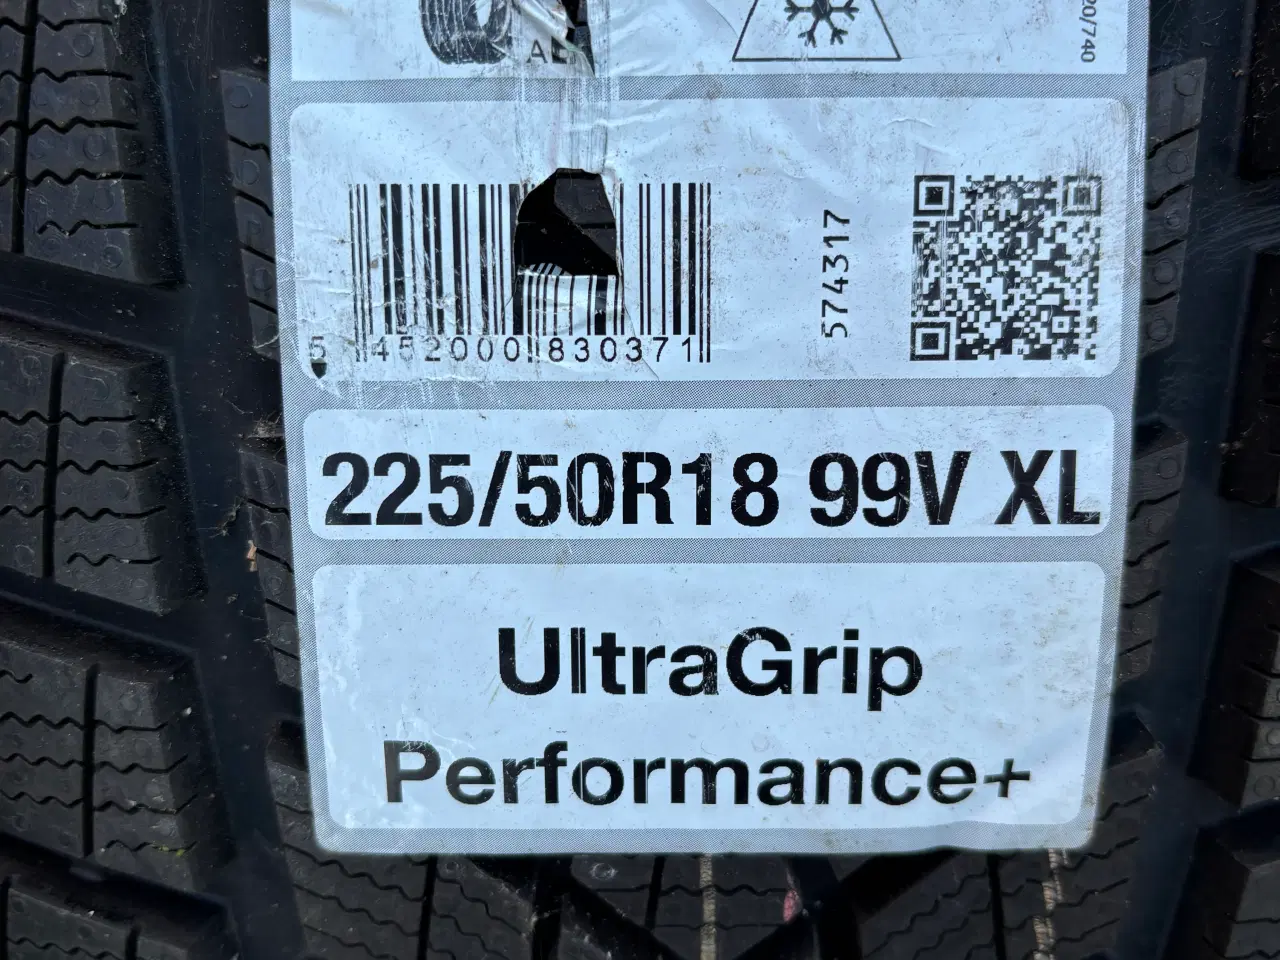 20/740
5 452000 830371
574317
225/50R18 99V XL
UltraGrip
Performance+